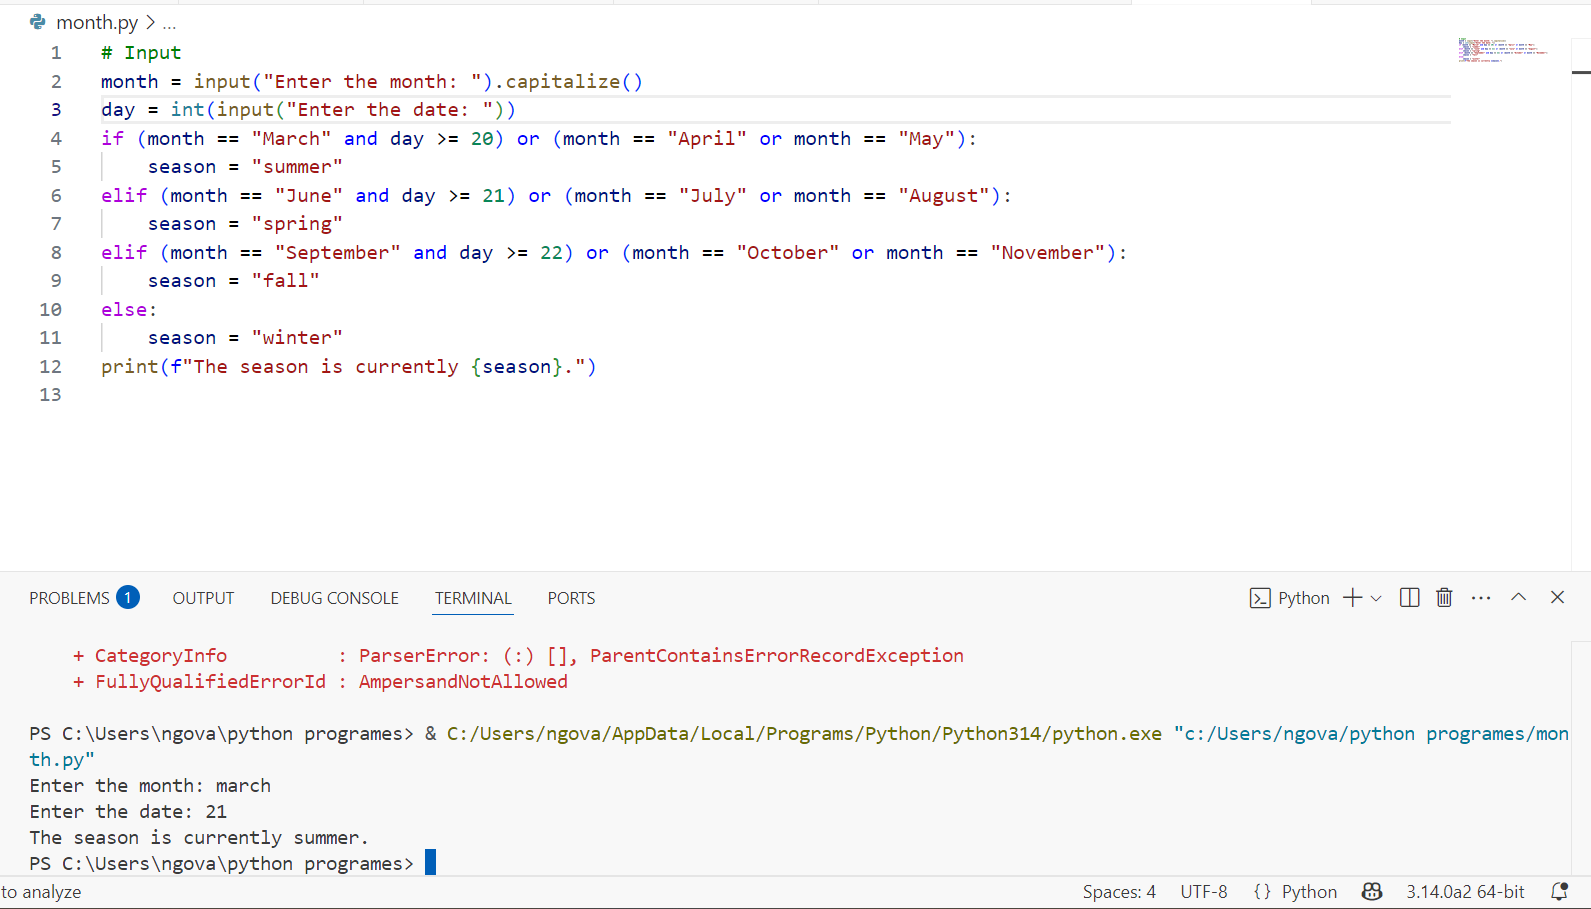 month.py > ...
1 # Input
2 month = input("Enter the month: ").capitalize()
3 day = int(input("Enter the date: "))
4 if (month == "March" and day >= 20) or (month == "April" or month == "May"):
5     season = "summer"
6 elif (month == "June" and day >= 21) or (month == "July" or month == "August"):
7     season = "spring"
8 elif (month == "September" and day >= 22) or (month == "October" or month == "November"):
9     season = "fall"
10 else:
11     season = "winter"
12 print(f"The season is currently {season}.")
13
PROBLEMS 1 OUTPUT DEBUG CONSOLE TERMINAL PORTS Python
    + CategoryInfo          : ParserError: (:) [], ParentContainsErrorRecordException
    + FullyQualifiedErrorId : AmpersandNotAllowed
PS C:\Users\ngova\python programes> & C:/Users/ngova/AppData/Local/Programs/Python/Python314/python.exe "c:/Users/ngova/python programes/mon
th.py"
Enter the month: march
Enter the date: 21
The season is currently summer.
PS C:\Users\ngova\python programes>
to analyze Spaces: 4 UTF-8 {} Python 3.14.0a2 64-bit